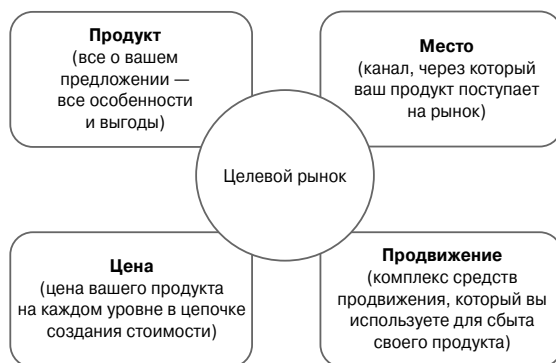 Продукт
(все о вашем
предложении —
все особенности
и выгоды)
Место
(канал, через который
ваш продукт поступает
на рынок)
Целевой рынок
Цена
(цена вашего продукта
на каждом уровне в цепочке
создания стоимости)
Продвижение
(комплекс средств
продвижения, который вы
используете для сбыта
своего продукта)